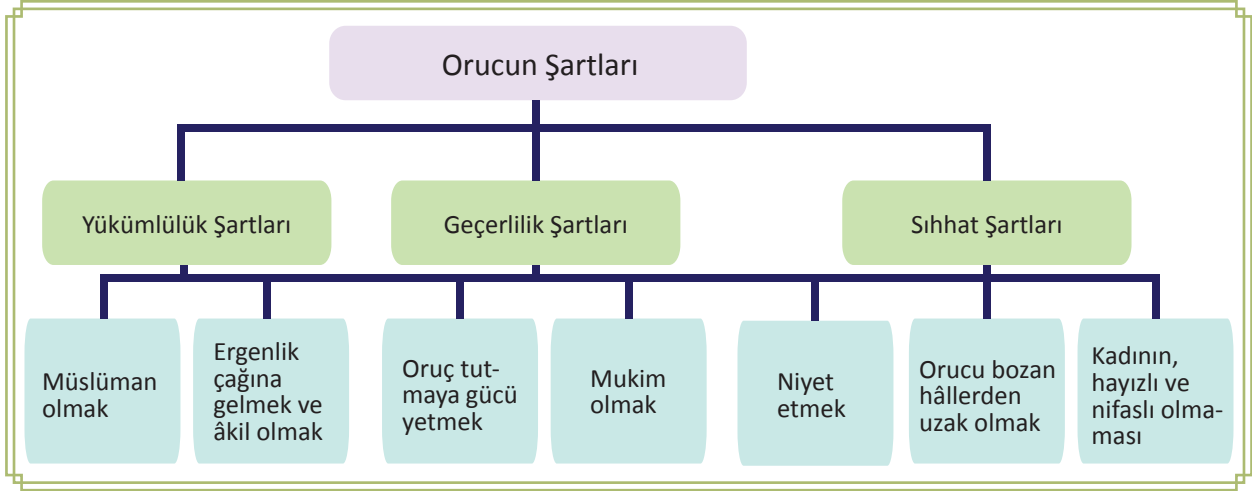 Orucun Şartları
Yükümlülük Şartları
Geçerlilik Şartları
Sıhhat Şartları
Müslüman
olmak
Ergenlik
çağına
gelmek ve
âkil olmak
Oruç tut-
maya gücü
yetmek
Mukim
olmak
Niyet
etmek
Orucu bozan
hâllerden
uzak olmak
Kadının,
hayızlı ve
nifaslı olma-
ması